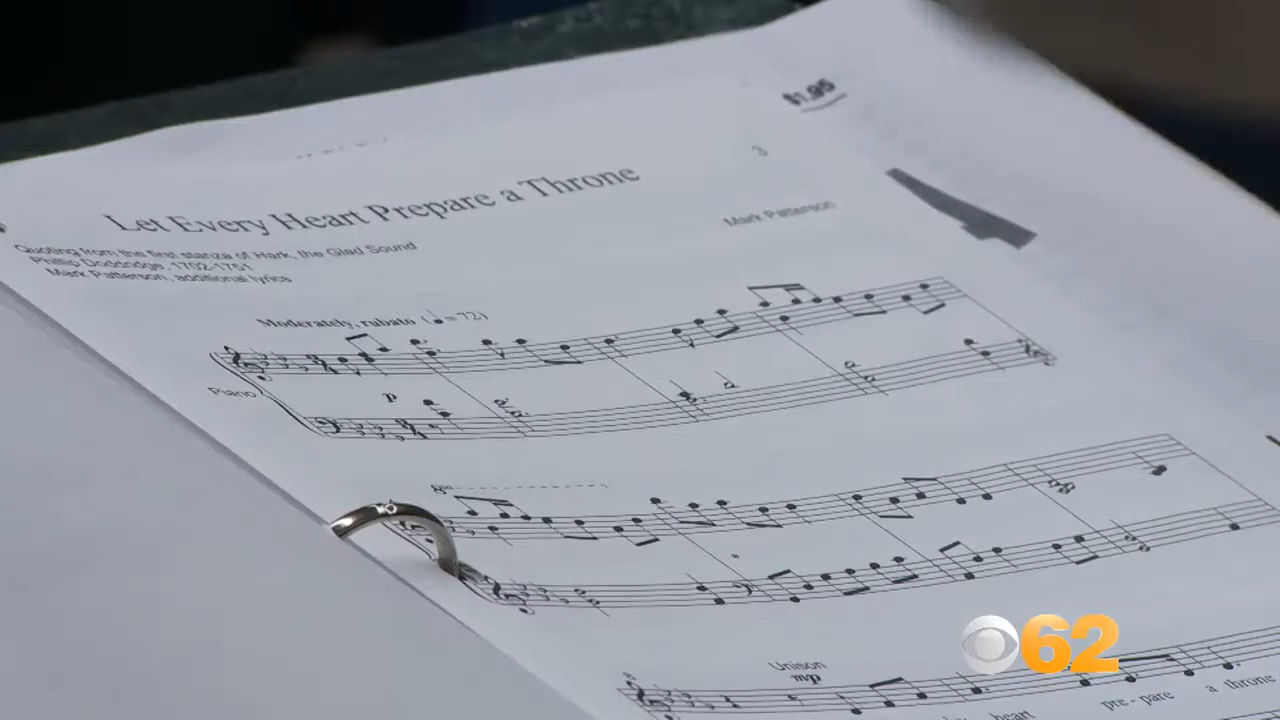 $1.95
3
Let Every Heart Prepare a Throne
Mark Patterson
Quoting from the first stanza of Hark, the Glad Sound
Phillip Doddridge, 1702-1751
Mark Patterson, additional lyrics
Moderately, rubato (♩=72)
Piano
p
8va
Unison
mp
heart pre - pare a throne
CBS 62